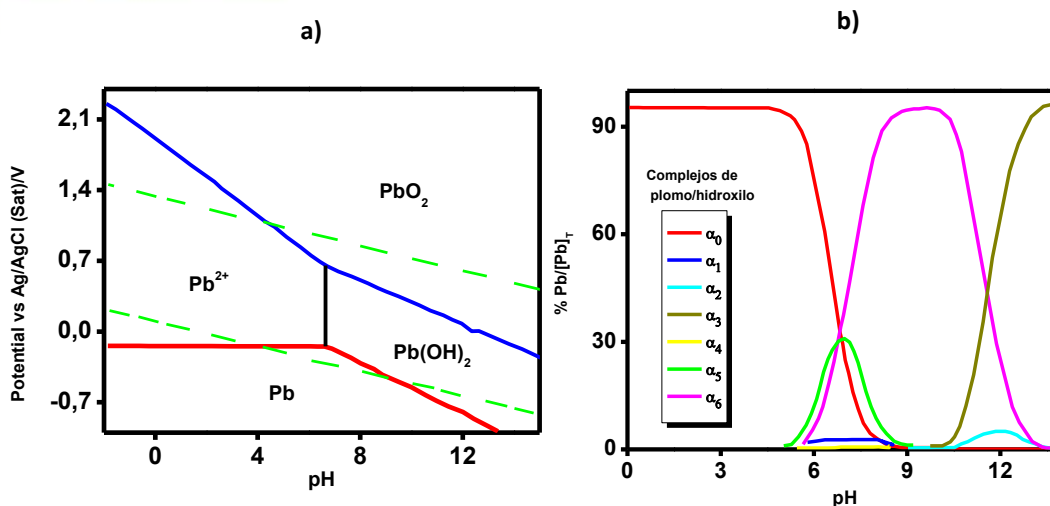 a)
Potential vs Ag/AgCl (Sat)/V
2,1
1,4
0,7
0,0
-0,7
PbO₂
Pb²⁺
Pb(OH)₂
Pb
0 4 8 12
pH
b)
% Pb/[Pb]T
90
60
30
0
Complejos de
plomo/hidroxilo
α₀
α₁
α₂
α₃
α₄
α₅
α₆
0 3 6 9 12
pH